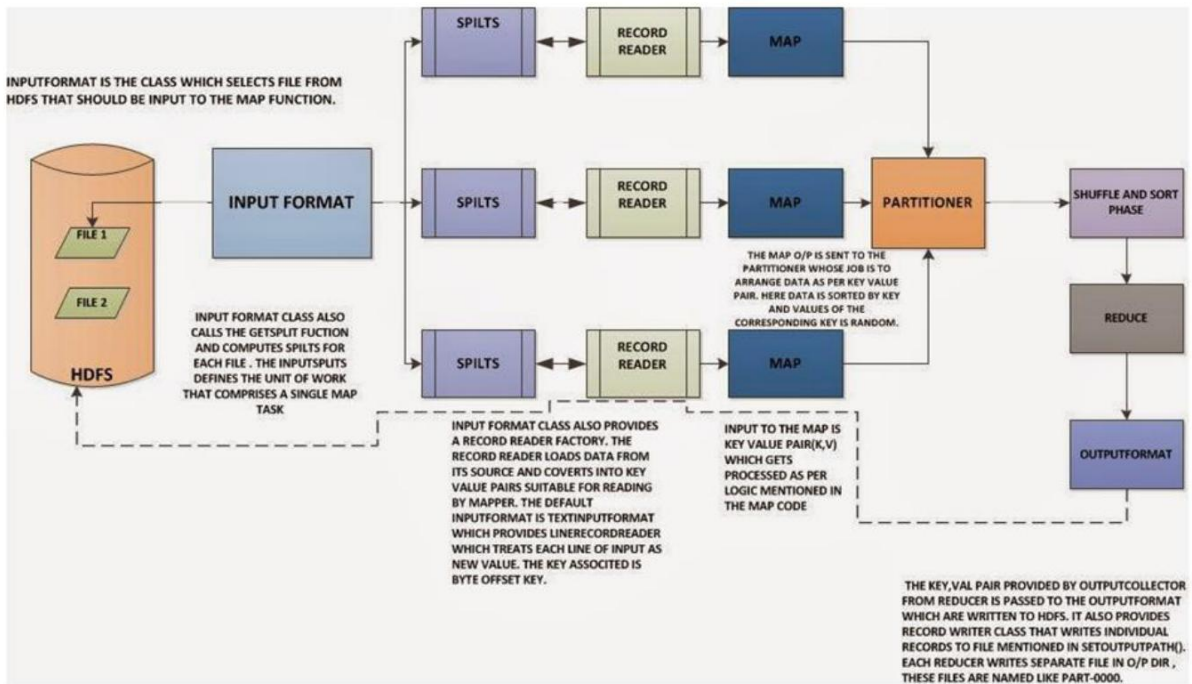 SPILTS
RECORD
READER
MAP
INPUTFORMAT IS THE CLASS WHICH SELECTS FILE FROM
HDFS THAT SHOULD BE INPUT TO THE MAP FUNCTION.
FILE 1
FILE 2
HDFS
INPUT FORMAT
SPILTS
RECORD
READER
MAP
PARTITIONER
SHUFFLE AND SORT
PHASE
THE MAP O/P IS SENT TO THE
PARTITIONER WHOSE JOB IS TO
ARRANGE DATA AS PER KEY VALUE
PAIR. HERE DATA IS SORTED BY KEY
AND VALUES OF THE
CORRESPONDING KEY IS RANDOM.
REDUCE
INPUT FORMAT CLASS ALSO
CALLS THE GETSPLIT FUCTION
AND COMPUTES SPILTS FOR
EACH FILE . THE INPUTSPLITS
DEFINES THE UNIT OF WORK
THAT COMPRISES A SINGLE MAP
TASK
SPILTS
RECORD
READER
MAP
INPUT FORMAT CLASS ALSO PROVIDES
A RECORD READER FACTORY. THE
RECORD READER LOADS DATA FROM
ITS SOURCE AND COVERTS INTO KEY
VALUE PAIRS SUITABLE FOR READING
BY MAPPER. THE DEFAULT
INPUTFORMAT IS TEXTINPUTFORMAT
WHICH PROVIDES LINERECORDREADER
WHICH TREATS EACH LINE OF INPUT AS
NEW VALUE. THE KEY ASSOCITED IS
BYTE OFFSET KEY.
INPUT TO THE MAP IS
KEY VALUE PAIR(K,V)
WHICH GETS
PROCESSED AS PER
LOGIC MENTIONED IN
THE MAP CODE
OUTPUTFORMAT
THE KEY,VAL PAIR PROVIDED BY OUTPUTCOLLECTOR
FROM REDUCER IS PASSED TO THE OUTPUTFORMAT
WHICH ARE WRITTEN TO HDFS. IT ALSO PROVIDES
RECORD WRITER CLASS THAT WRITES INDIVIDUAL
RECORDS TO FILE MENTIONED IN SETOUTPUTPATH().
EACH REDUCER WRITES SEPARATE FILE IN O/P DIR ,
THESE FILES ARE NAMED LIKE PART-0000.